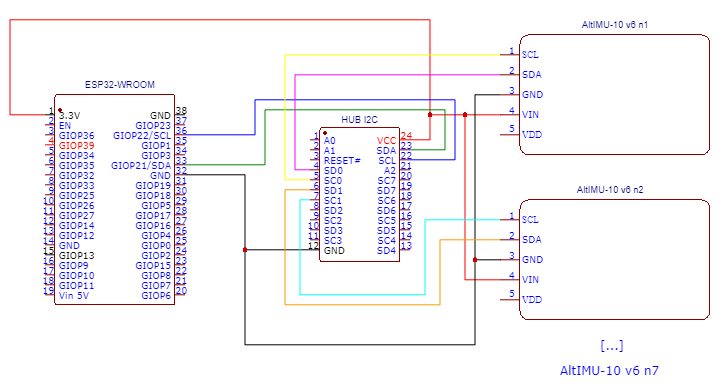 ESP32-WROOM
1 3.3V GND 38
2 EN GIOP23 37
3 GIOP36 GIOP22/SCL 36
4 GIOP39 GIOP1 35
5 GIOP34 GIOP3 34
6 GIOP35 GIOP21/SDA 33
7 GIOP32 GND 32
8 GIOP33 GIOP19 31
9 GIOP25 GIOP18 30
10 GIOP26 GIOP5 29
11 GIOP27 GIOP17 28
12 GIOP14 GIOP16 27
13 GIOP12 GIOP4 26
14 GND GIOP0 25
15 GIOP13 GIOP2 24
16 GIOP9 GIOP15 23
17 GIOP10 GIOP8 22
18 GIOP11 GIOP7 21
19 Vin 5V GIOP6 20
HUB I2C
1 A0 VCC 24
2 A1 SDA 23
3 RESET# SCL 22
4 SD0 A2 21
5 SC0 SC7 20
6 SD1 SD7 19
7 SC1 SC6 18
8 SD2 SD6 17
9 SC2 SC5 16
10 SD3 SD5 15
11 SC3 SC4 14
12 GND SD4 13
AltIMU-10 v6 n1
1 SCL
2 SDA
3 GND
4 VIN
5 VDD
AltIMU-10 v6 n2
1 SCL
2 SDA
3 GND
4 VIN
5 VDD
[...]
AltIMU-10 v6 n7